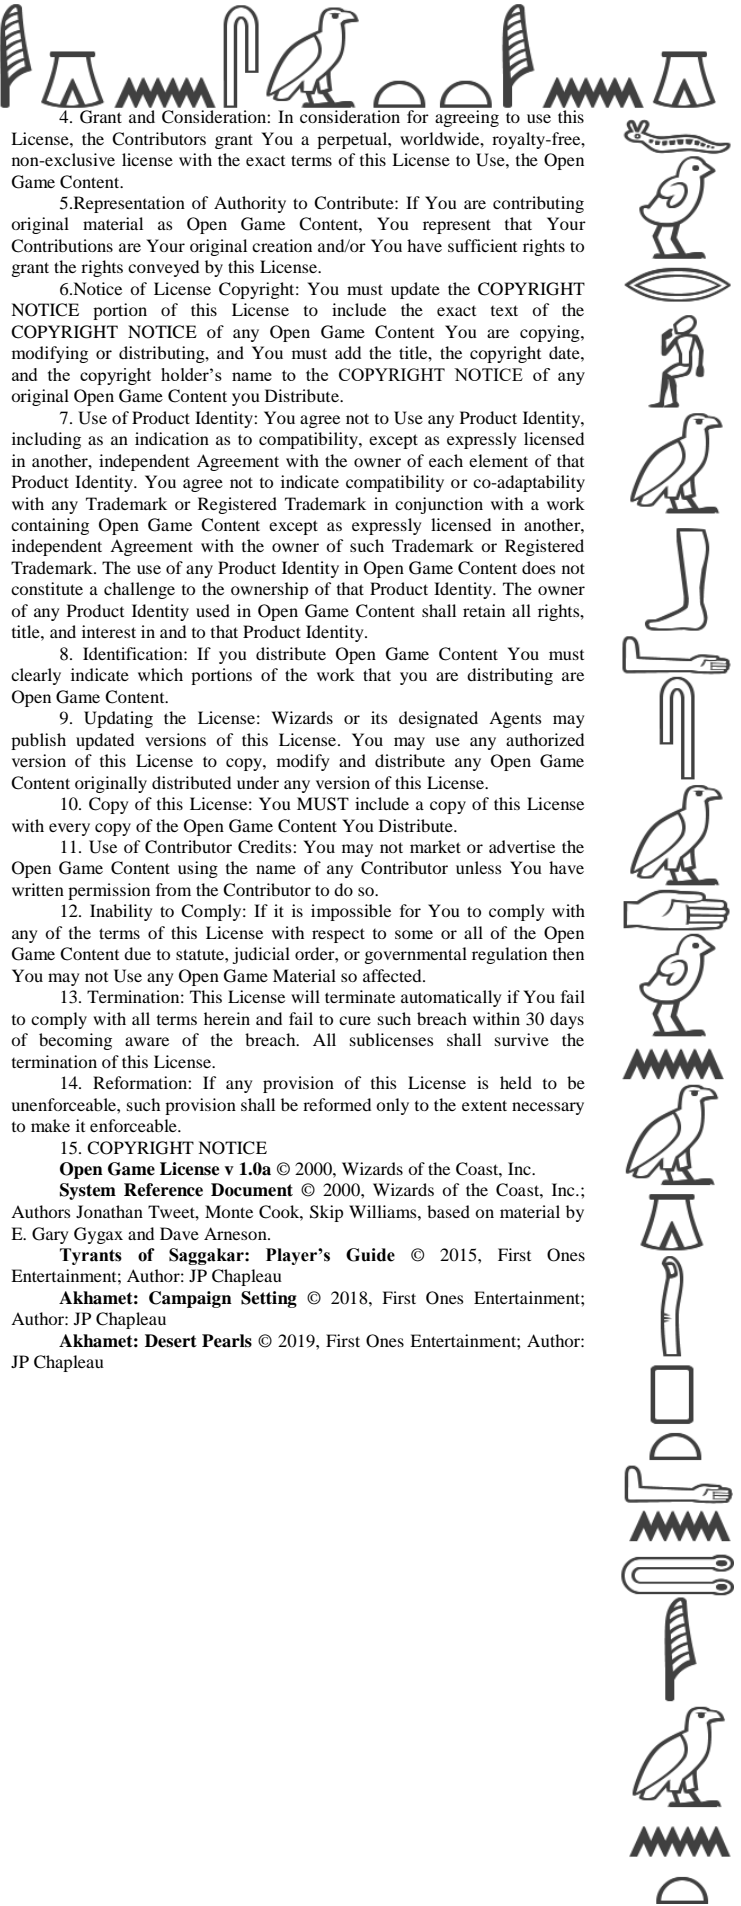 4. Grant and Consideration: In consideration for agreeing to use this
License, the Contributors grant You a perpetual, worldwide, royalty-free,
non-exclusive license with the exact terms of this License to Use, the Open
Game Content.
5.Representation of Authority to Contribute: If You are contributing
original material as Open Game Content, You represent that Your
Contributions are Your original creation and/or You have sufficient rights to
grant the rights conveyed by this License.
6.Notice of License Copyright: You must update the COPYRIGHT
NOTICE portion of this License to include the exact text of the
COPYRIGHT NOTICE of any Open Game Content You are copying,
modifying or distributing, and You must add the title, the copyright date,
and the copyright holder’s name to the COPYRIGHT NOTICE of any
original Open Game Content you Distribute.
7. Use of Product Identity: You agree not to Use any Product Identity,
including as an indication as to compatibility, except as expressly licensed
in another, independent Agreement with the owner of each element of that
Product Identity. You agree not to indicate compatibility or co-adaptability
with any Trademark or Registered Trademark in conjunction with a work
containing Open Game Content except as expressly licensed in another,
independent Agreement with the owner of such Trademark or Registered
Trademark. The use of any Product Identity in Open Game Content does not
constitute a challenge to the ownership of that Product Identity. The owner
of any Product Identity used in Open Game Content shall retain all rights,
title, and interest in and to that Product Identity.
8. Identification: If you distribute Open Game Content You must
clearly indicate which portions of the work that you are distributing are
Open Game Content.
9. Updating the License: Wizards or its designated Agents may
publish updated versions of this License. You may use any authorized
version of this License to copy, modify and distribute any Open Game
Content originally distributed under any version of this License.
10. Copy of this License: You MUST include a copy of this License
with every copy of the Open Game Content You Distribute.
11. Use of Contributor Credits: You may not market or advertise the
Open Game Content using the name of any Contributor unless You have
written permission from the Contributor to do so.
12. Inability to Comply: If it is impossible for You to comply with
any of the terms of this License with respect to some or all of the Open
Game Content due to statute, judicial order, or governmental regulation then
You may not Use any Open Game Material so affected.
13. Termination: This License will terminate automatically if You fail
to comply with all terms herein and fail to cure such breach within 30 days
of becoming aware of the breach. All sublicenses shall survive the
termination of this License.
14. Reformation: If any provision of this License is held to be
unenforceable, such provision shall be reformed only to the extent necessary
to make it enforceable.
15. COPYRIGHT NOTICE
Open Game License v 1.0a © 2000, Wizards of the Coast, Inc.
System Reference Document © 2000, Wizards of the Coast, Inc.;
Authors Jonathan Tweet, Monte Cook, Skip Williams, based on material by
E. Gary Gygax and Dave Arneson.
Tyrants of Saggakar: Player’s Guide © 2015, First Ones
Entertainment; Author: JP Chapleau
Akhamet: Campaign Setting © 2018, First Ones Entertainment;
Author: JP Chapleau
Akhamet: Desert Pearls © 2019, First Ones Entertainment; Author:
JP Chapleau